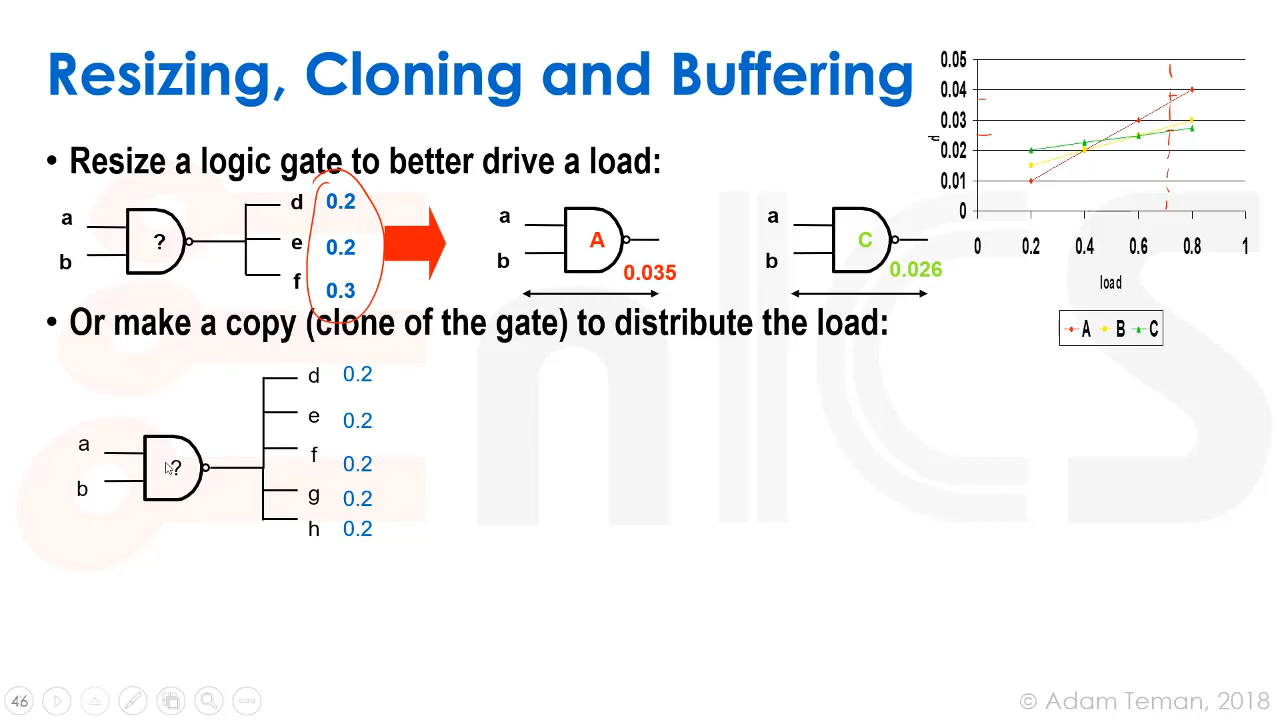 Resizing, Cloning and Buffering
• Resize a logic gate to better drive a load:
a
b
?
d 0.2
e 0.2
f 0.3
a
b
A
0.035
a
b
C
0.026
0.05
0.04
0.03
0.02
0.01
0
d
0 0.2 0.4 0.6 0.8 1
load
A B C
• Or make a copy (clone of the gate) to distribute the load:
a
b
?
d 0.2
e 0.2
f 0.2
g 0.2
h 0.2
EnICS
46
© Adam Teman, 2018